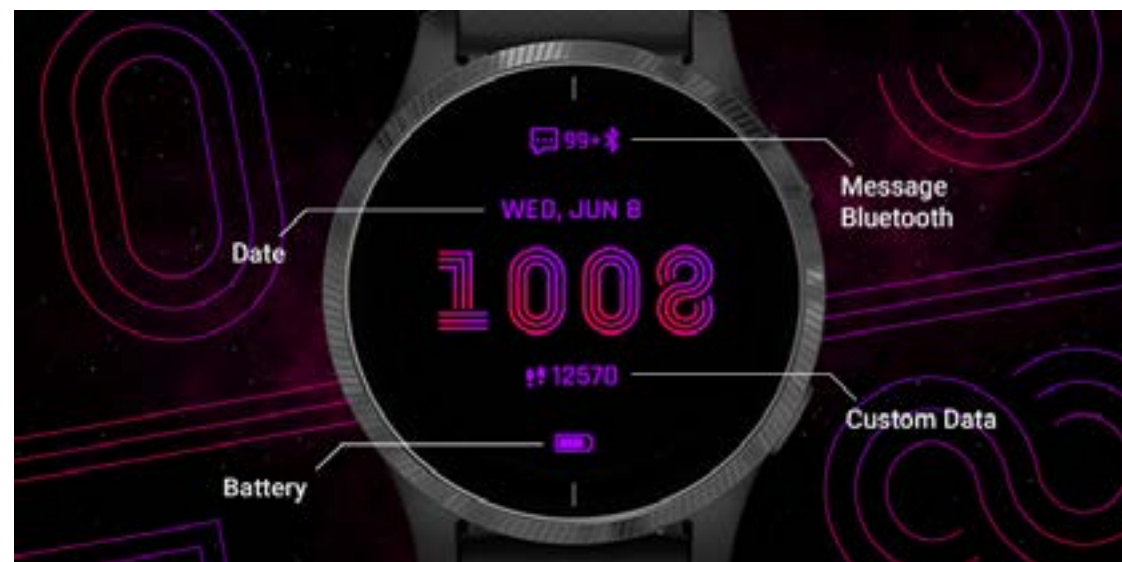 99+
Message
Bluetooth
WED, JUN 8
Date
1008
12570
Custom Data
Battery